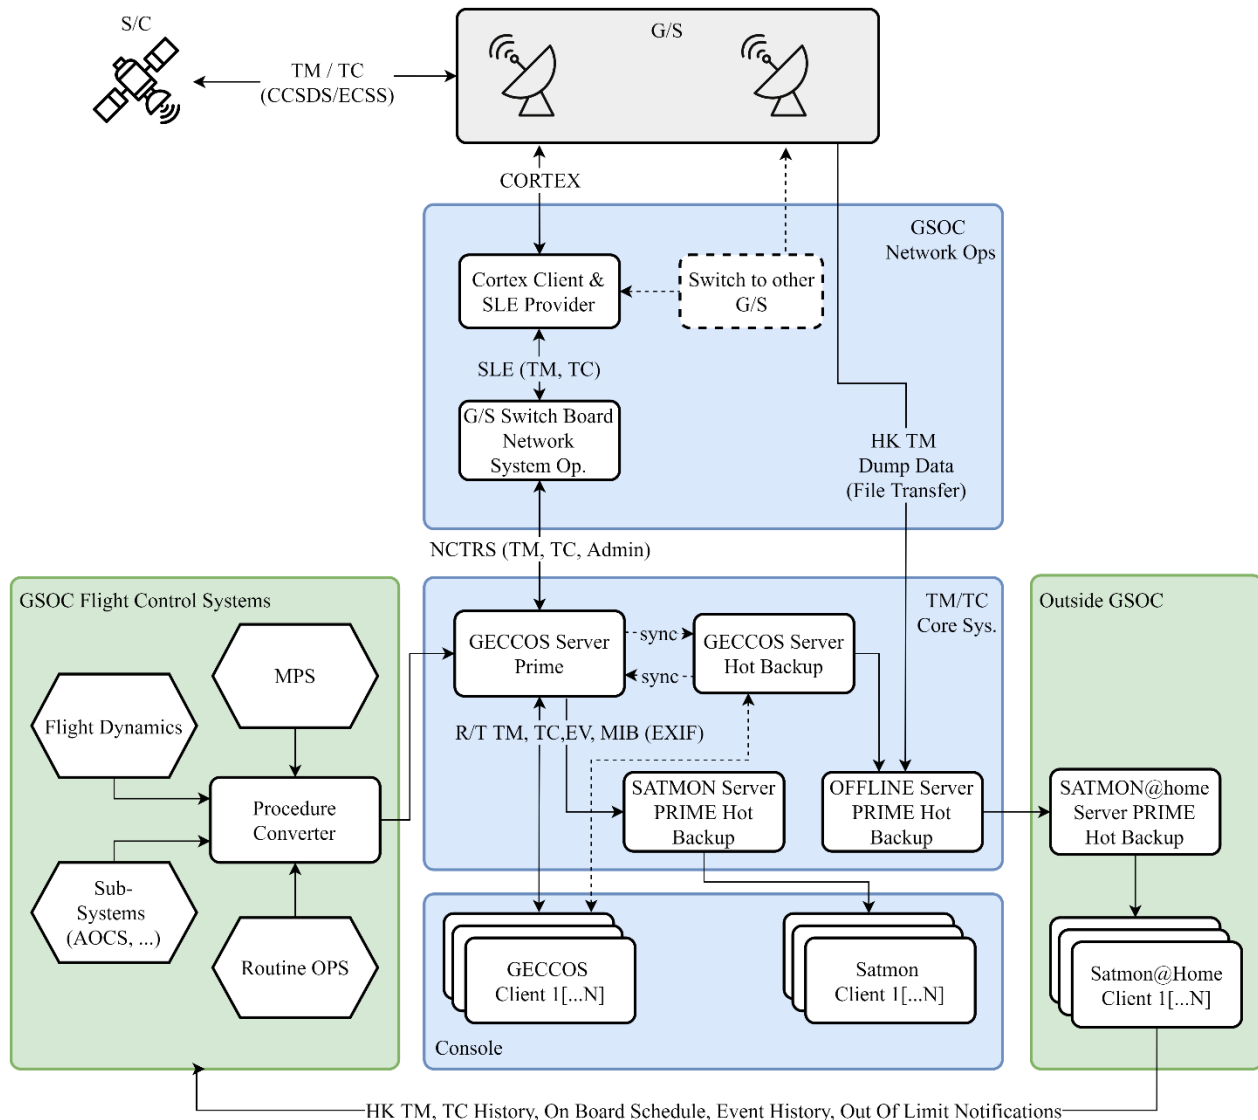 S/C
G/S
TM / TC
(CCSDS/ECSS)
CORTEX
GSOC
Network Ops
Cortex Client &
SLE Provider
Switch to other
G/S
SLE (TM, TC)
G/S Switch Board
Network
System Op.
HK TM
Dump Data
(File Transfer)
NCTRS (TM, TC, Admin)
GSOC Flight Control Systems
MPS
Flight Dynamics
Procedure
Converter
Sub-
Systems
(AOCS, ...)
Routine OPS
TM/TC
Core Sys.
GECCOS Server
Prime
sync
sync
GECCOS Server
Hot Backup
R/T TM, TC,EV, MIB (EXIF)
SATMON Server
PRIME Hot
Backup
OFFLINE Server
PRIME Hot
Backup
Outside GSOC
SATMON@home
Server PRIME
Hot Backup
GECCOS
Client 1[...N]
Satmon
Client 1[...N]
Console
Satmon@Home
Client 1[...N]
HK TM, TC History, On Board Schedule, Event History, Out Of Limit Notifications